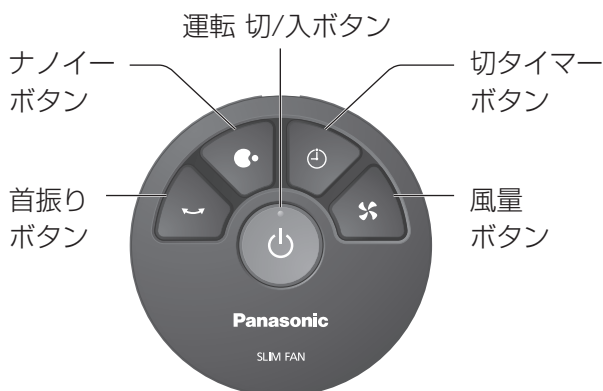 運転 切/入ボタン
ナノイー
ボタン
切タイマー
ボタン
首振り
ボタン
風量
ボタン
Panasonic
SLIM FAN